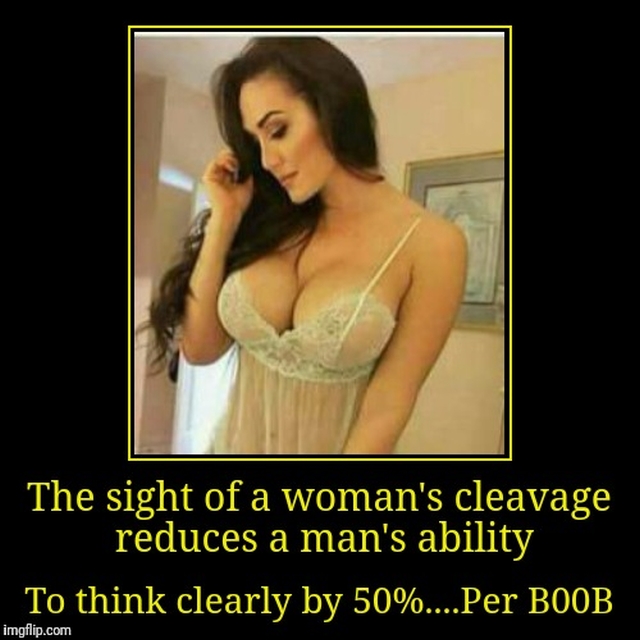 The sight of a woman's cleavage
reduces a man's ability
To think clearly by 50%....Per B00B
imgflip.com